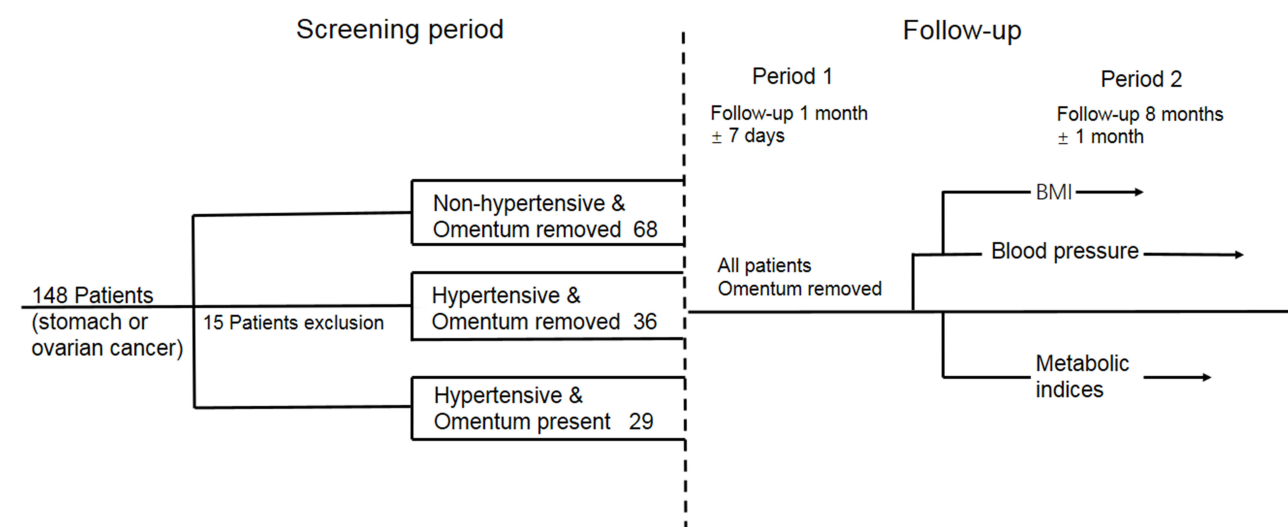 Screening period
Follow-up
Period 1
Period 2
Follow-up 1 month
± 7 days
Follow-up 8 months
± 1 month
Non-hypertensive &
Omentum removed 68
BMI
Blood pressure
All patients
Omentum removed
148 Patients
(stomach or
ovarian cancer)
15 Patients exclusion
Hypertensive &
Omentum removed 36
Metabolic
indices
Hypertensive &
Omentum present 29